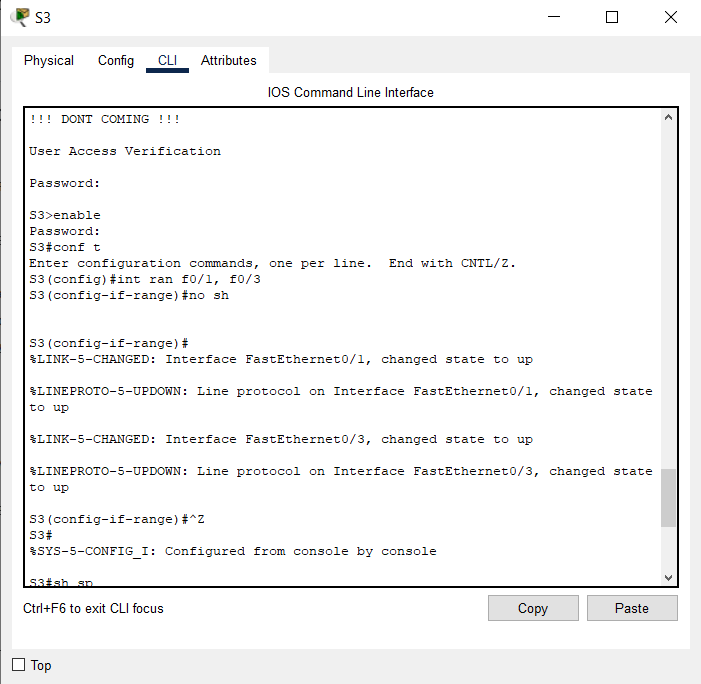 S3
Physical Config CLI Attributes
IOS Command Line Interface
!!! DONT COMING !!!
User Access Verification
Password:
S3>enable
Password:
S3#conf t
Enter configuration commands, one per line.  End with CNTL/Z.
S3(config)#int ran f0/1, f0/3
S3(config-if-range)#no sh
S3(config-if-range)#
%LINK-5-CHANGED: Interface FastEthernet0/1, changed state to up
%LINEPROTO-5-UPDOWN: Line protocol on Interface FastEthernet0/1, changed state
to up
%LINK-5-CHANGED: Interface FastEthernet0/3, changed state to up
%LINEPROTO-5-UPDOWN: Line protocol on Interface FastEthernet0/3, changed state
to up
S3(config-if-range)#^Z
S3#
%SYS-5-CONFIG_I: Configured from console by console
S3#sh sp
Ctrl+F6 to exit CLI focus
Copy Paste
Top